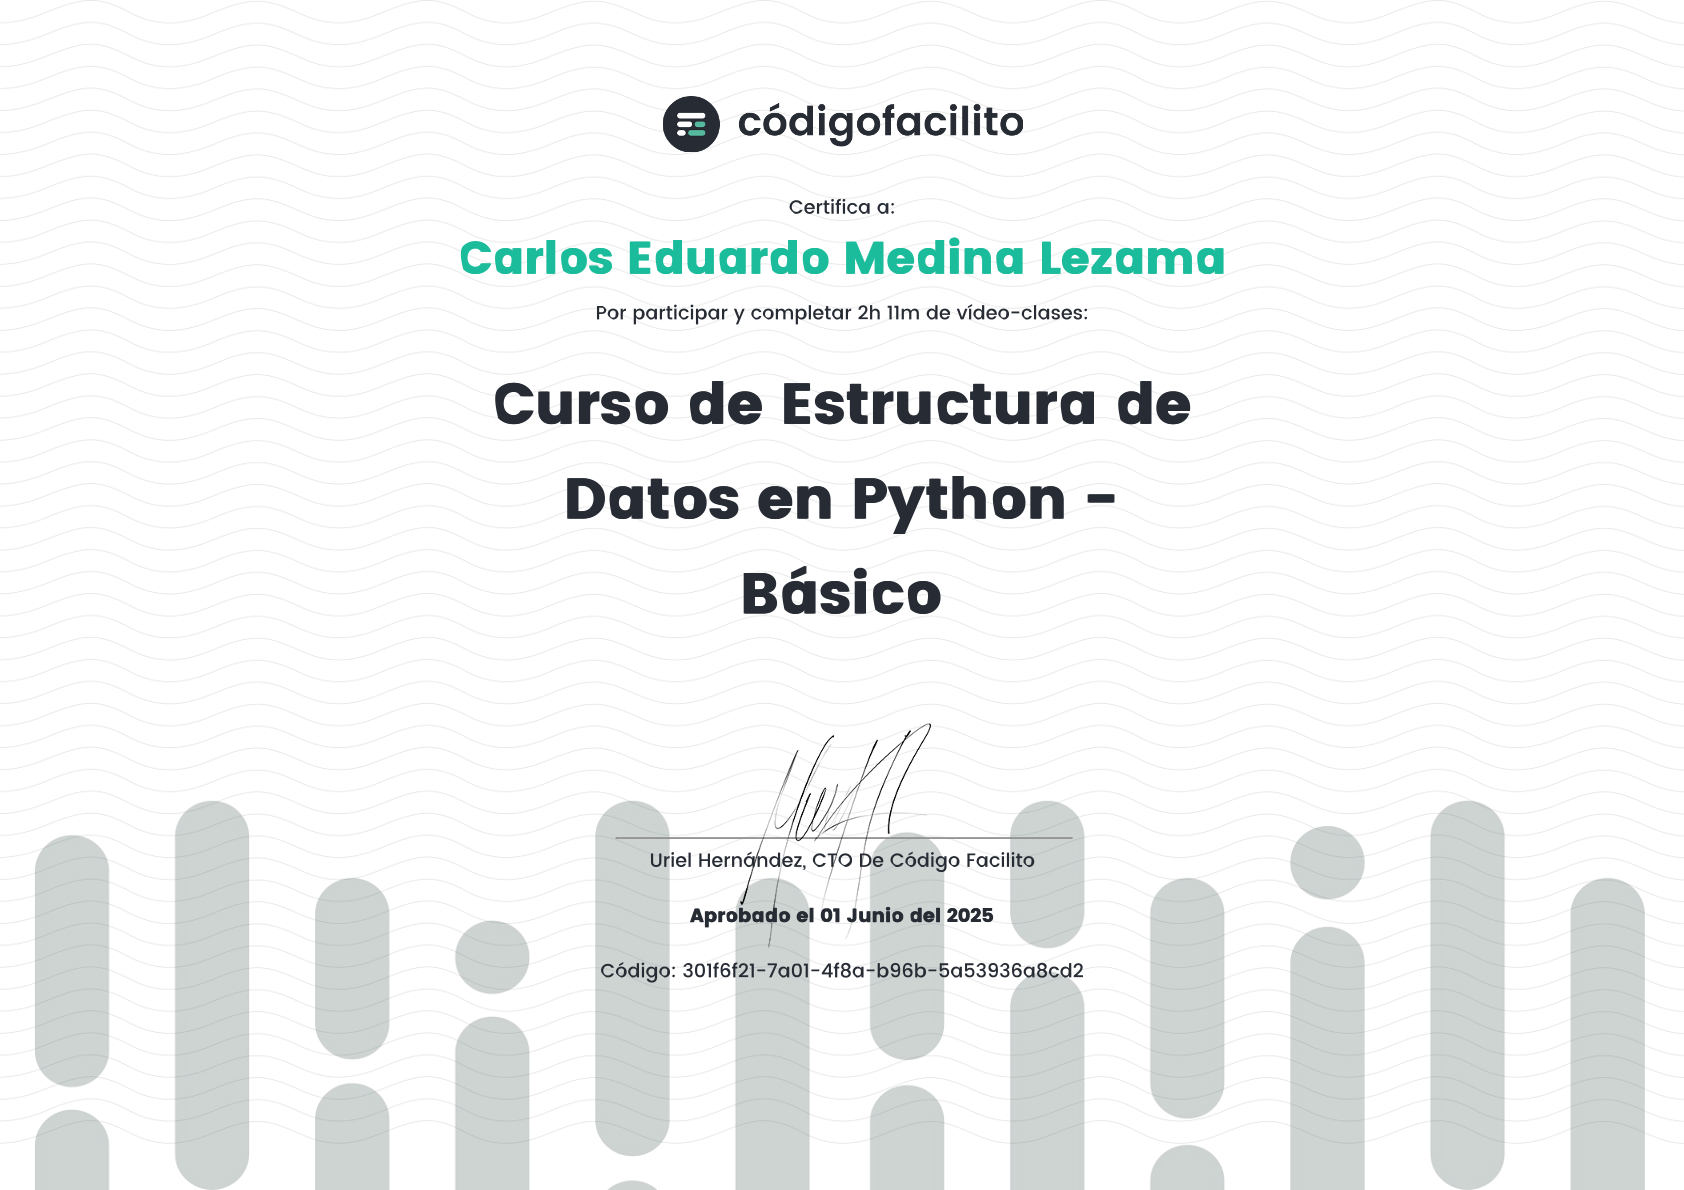 códigofacilito
Certifica a:
Carlos Eduardo Medina Lezama
Por participar y completar 2h 11m de vídeo-clases:
Curso de Estructura de
Datos en Python -
Básico
Uriel Hernández, CTO De Código Facilito
Aprobado el 01 Junio del 2025
Código: 301f6f21-7a01-4f8a-b96b-5a53936a8cd2